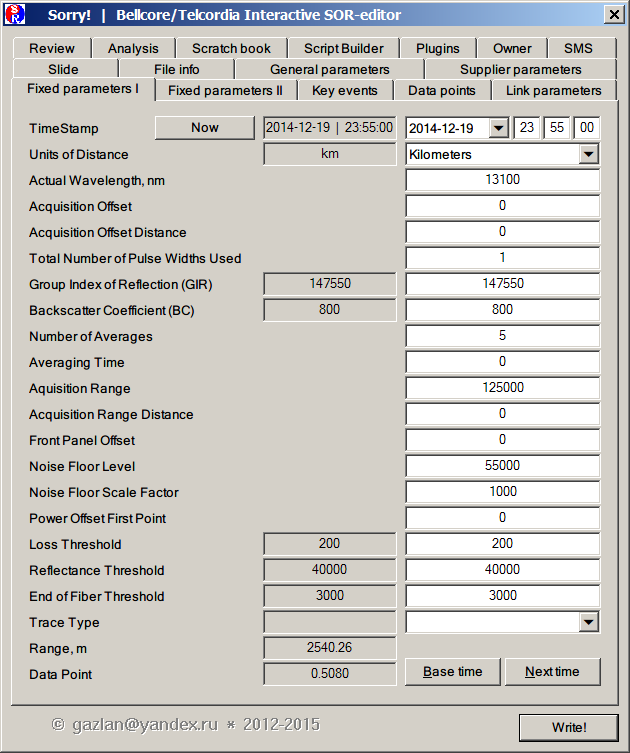 Sorry! | Bellcore/Telcordia Interactive SOR-editor
Review Analysis Scratch book Script Builder Plugins Owner SMS
Slide File info General parameters Supplier parameters
Fixed parameters I Fixed parameters II Key events Data points Link parameters
TimeStamp Now 2014-12-19 | 23:55:00 2014-12-19 23 55 00
Units of Distance km Kilometers
Actual Wavelength, nm 13100
Acquisition Offset 0
Acquisition Offset Distance 0
Total Number of Pulse Widths Used 1
Group Index of Reflection (GIR) 147550 147550
Backscatter Coefficient (BC) 800 800
Number of Averages 5
Averaging Time 0
Aquisition Range 125000
Acquisition Range Distance 0
Front Panel Offset 0
Noise Floor Level 55000
Noise Floor Scale Factor 1000
Power Offset First Point 0
Loss Threshold 200 200
Reflectance Threshold 40000 40000
End of Fiber Threshold 3000 3000
Trace Type
Range, m 2540.26
Data Point 0.5080 Base time Next time
© gazlan@yandex.ru * 2012-2015 Write!